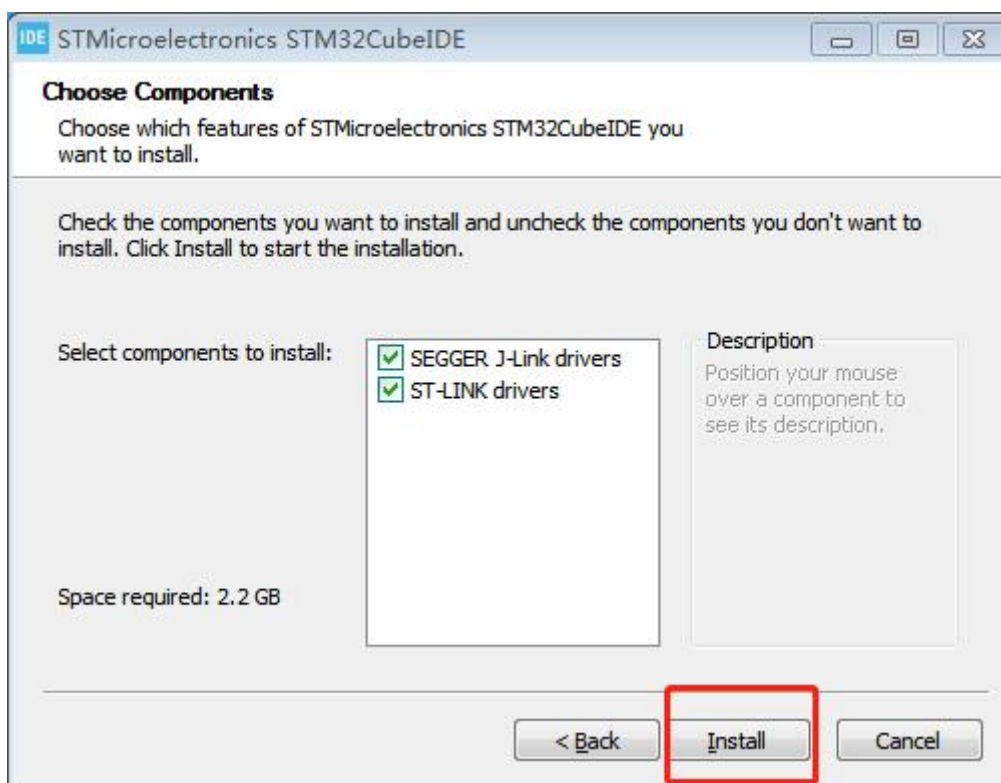 IDE STMicroelectronics STM32CubeIDE
Choose Components
Choose which features of STMicroelectronics STM32CubeIDE you
want to install.
Check the components you want to install and uncheck the components you don't want to
install. Click Install to start the installation.
Select components to install:
SEGGER J-Link drivers
ST-LINK drivers
Description
Position your mouse
over a component to
see its description.
Space required: 2.2 GB
< Back
Install
Cancel